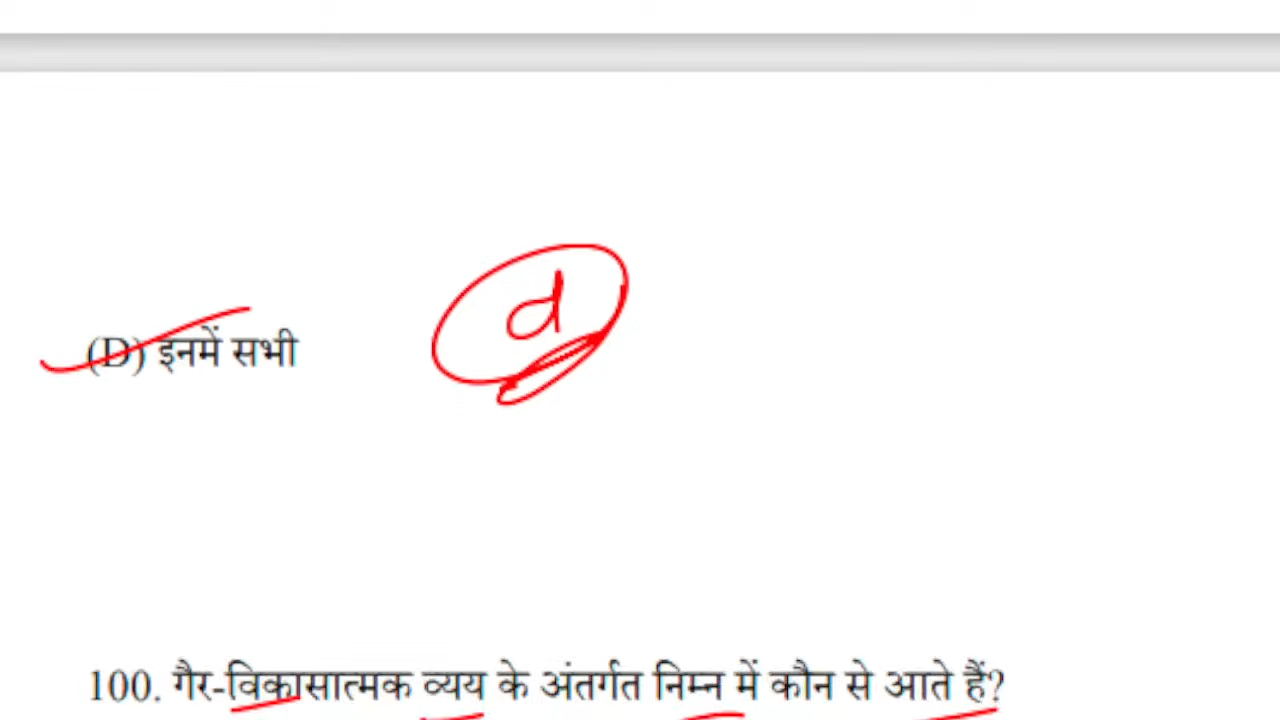 d
(D) इनमें सभी
100. गैर-विकासात्मक व्यय के अंतर्गत निम्न में कौन से आते हैं?